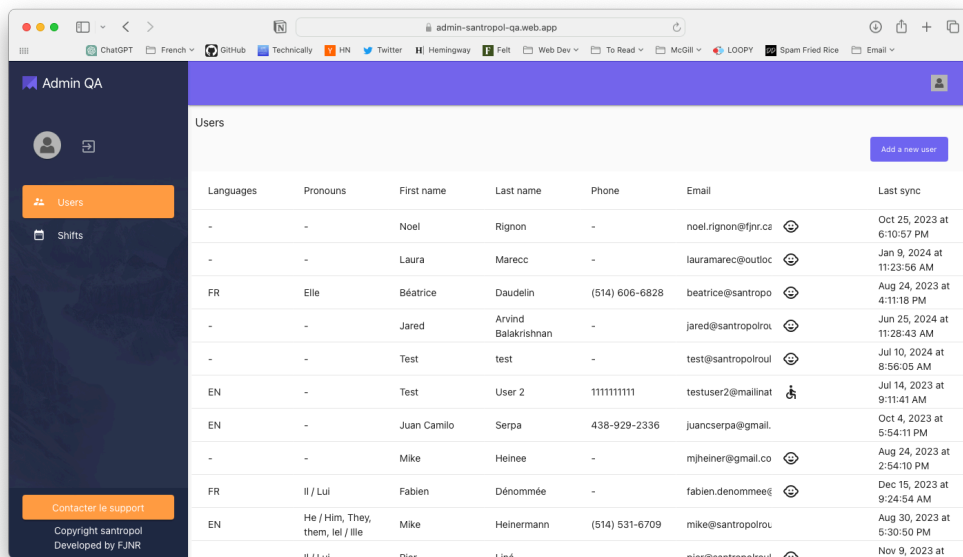 admin-santropol-qa.web.app
ChatGPT French GitHub Technically HN Twitter Hemingway Felt Web Dev To Read McGill LOOPY Spam Fried Rice Email
Admin QA
Users
Add a new user
Users
Shifts
Languages Pronouns First name Last name Phone Email Last sync
- - Noel Rignon - noel.rignon@fjnr.ca Oct 25, 2023 at
6:10:57 PM
- - Laura Marecc - lauramarec@outloc Jan 9, 2024 at
11:23:56 AM
FR Elle Béatrice Daudelin (514) 606-6828 beatrice@santropo Aug 24, 2023 at
4:11:18 PM
- - Jared Arvind
Balakrishnan - jared@santropolrou Jun 25, 2024 at
11:28:43 AM
- - Test test - test@santropolroul Jul 10, 2024 at
8:56:05 AM
EN - Test User 2 1111111111 testuser2@mailinat Jul 14, 2023 at
9:11:41 AM
EN - Juan Camilo Serpa 438-929-2336 juancserpa@gmail. Oct 4, 2023 at
5:54:11 PM
- - Mike Heinee - mjheiner@gmail.co Aug 24, 2023 at
2:54:10 PM
FR Il / Lui Fabien Dénommée - fabien.denommee@ Dec 15, 2023 at
9:24:54 AM
EN He / Him, They,
them, Iel / Ille Mike Heinermann (514) 531-6709 mike@santropolrou Aug 30, 2023 at
5:30:50 PM
Nov 9, 2023 at
Contacter le support
Copyright santropol
Developed by FJNR